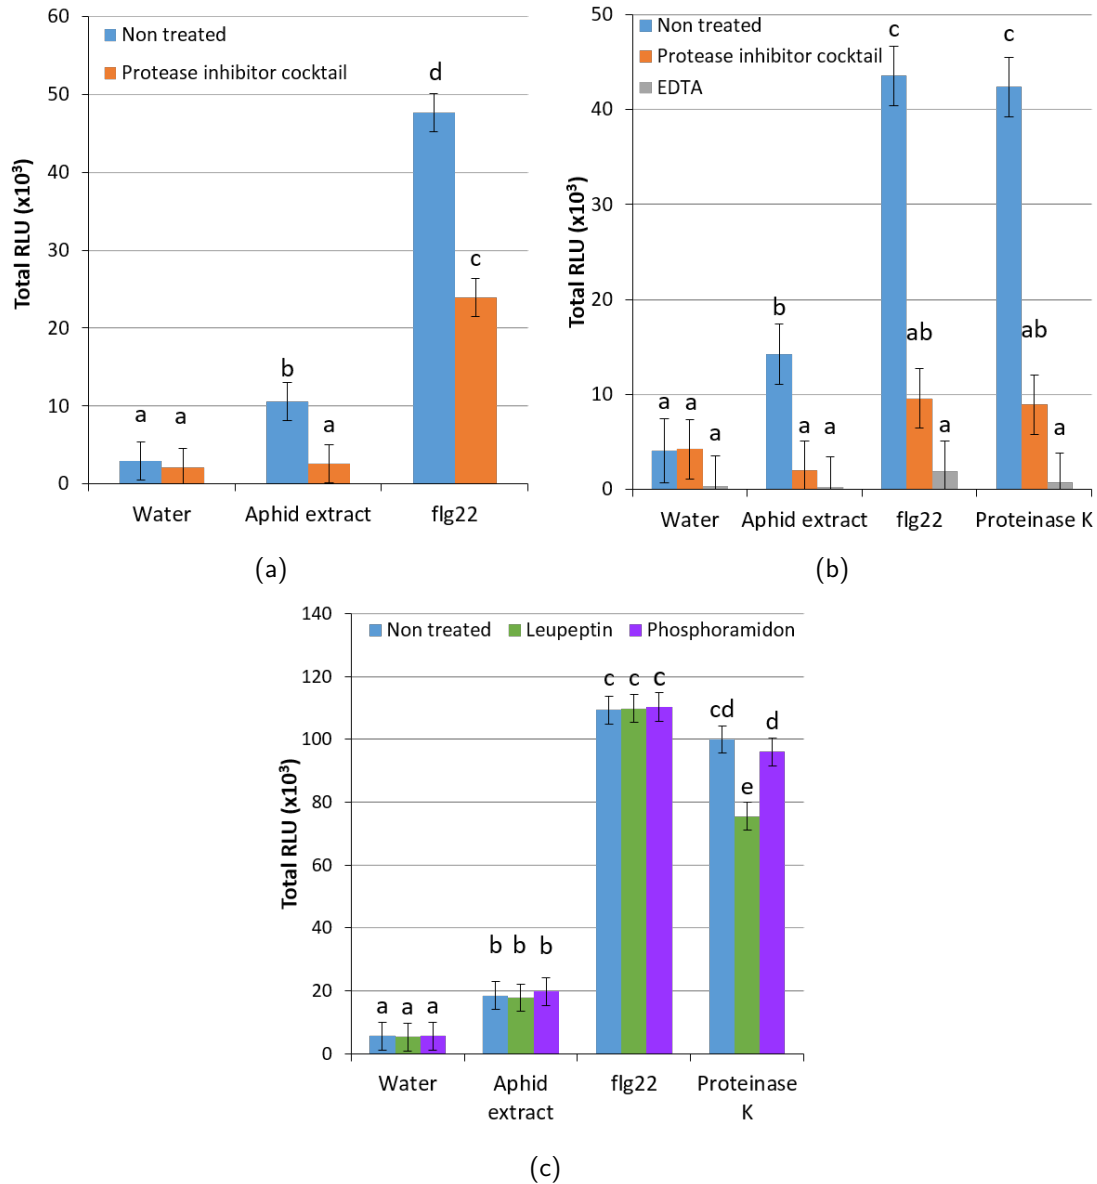 60
50
40
30
20
10
0
Total RLU (x10³)
Non treated
Protease inhibitor cocktail
a
a
b
a
d
c
Water
Aphid extract
flg22
(a)
50
40
30
20
10
0
Total RLU (x10³)
Non treated
Protease inhibitor cocktail
EDTA
a
a
a
b
a
a
c
ab
a
c
ab
a
Water
Aphid extract
flg22
Proteinase K
(b)
140
120
100
80
60
40
20
0
Total RLU (x10³)
Non treated
Leupeptin
Phosphoramidon
a
a
a
b
b
b
c
c
c
cd
e
d
Water
Aphid
extract
flg22
Proteinase
K
(c)